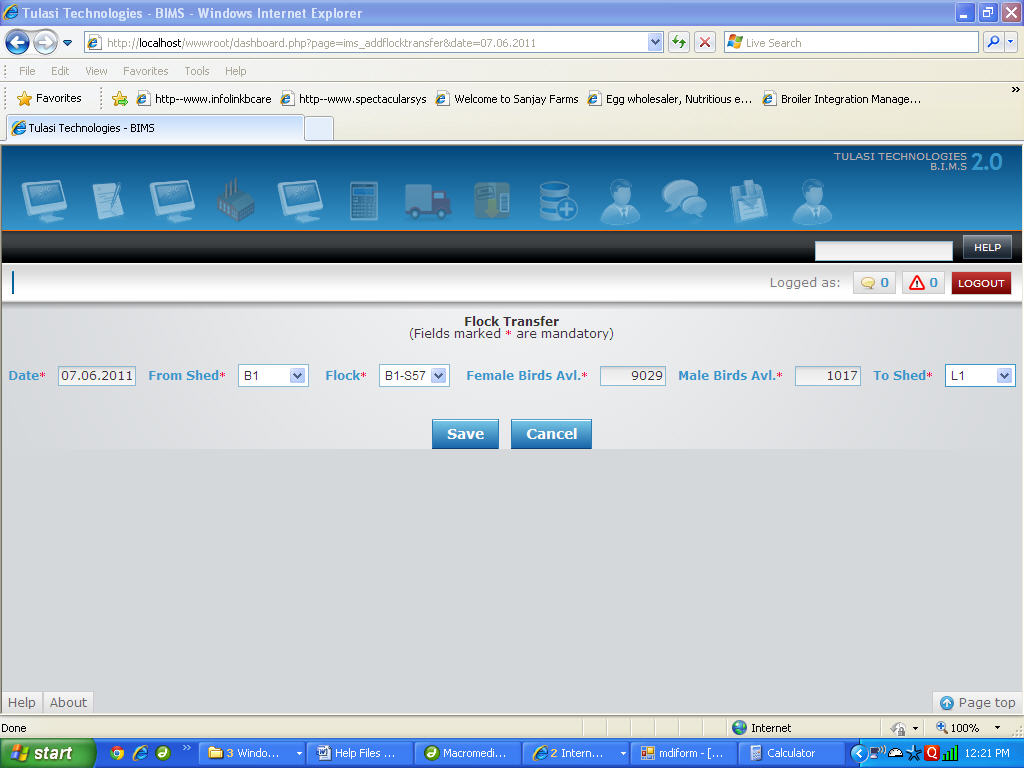 Tulasi Technologies - BIMS - Windows Internet Explorer
http://localhost/wwwroot/dashboard.php?page=ims_addflocktransfer&date=07.06.2011
Live Search
File Edit View Favorites Tools Help
Favorites http--www.infolinkbcare http--www.spectacularsys Welcome to Sanjay Farms Egg wholesaler, Nutritious e... Broiler Integration Manage... »
Tulasi Technologies - BIMS
TULASI TECHNOLOGIES
B.I.M.S 2.0
HELP
Logged as: 0 0 LOGOUT
Flock Transfer
(Fields marked * are mandatory)
Date* 07.06.2011 From Shed* B1 Flock* B1-S57 Female Birds Avl.* 9029 Male Birds Avl.* 1017 To Shed* L1
Save Cancel
Help About Page top
Done Internet 100%
start » 3 Windo... Help Files ... Macromedi... 2 Intern... mdiform - [... Calculator 12:21 PM